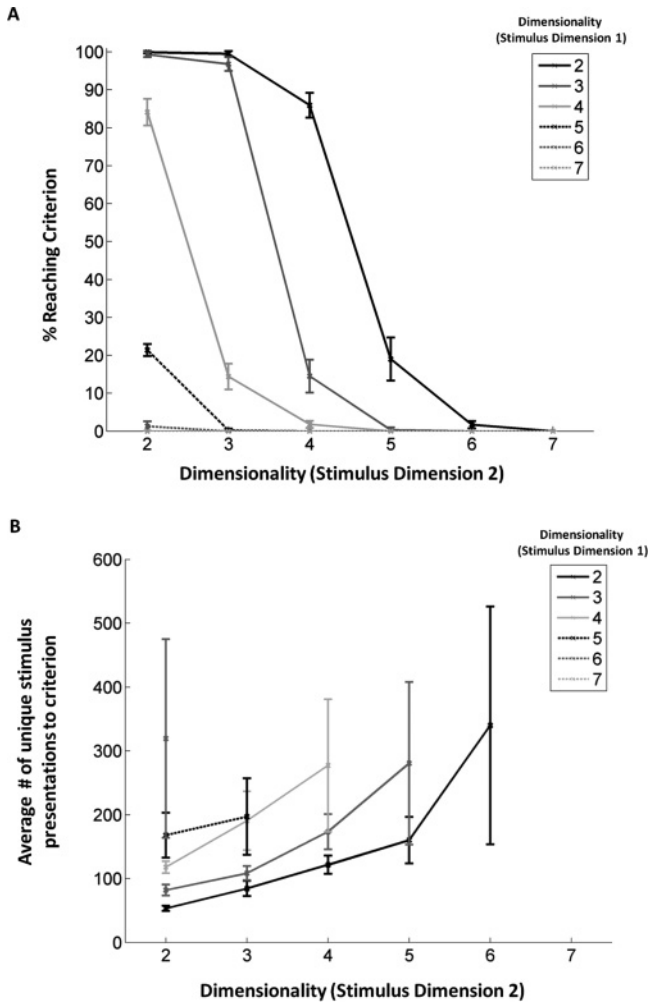 A
Dimensionality
(Stimulus Dimension 1)
2
3
4
5
6
7
100
90
80
70
60
50
40
30
20
10
0
% Reaching Criterion
2 3 4 5 6 7
Dimensionality (Stimulus Dimension 2)
B
Dimensionality
(Stimulus Dimension 1)
2
3
4
5
6
7
600
500
400
300
200
100
0
Average # of unique stimulus
presentations to criterion
2 3 4 5 6 7
Dimensionality (Stimulus Dimension 2)